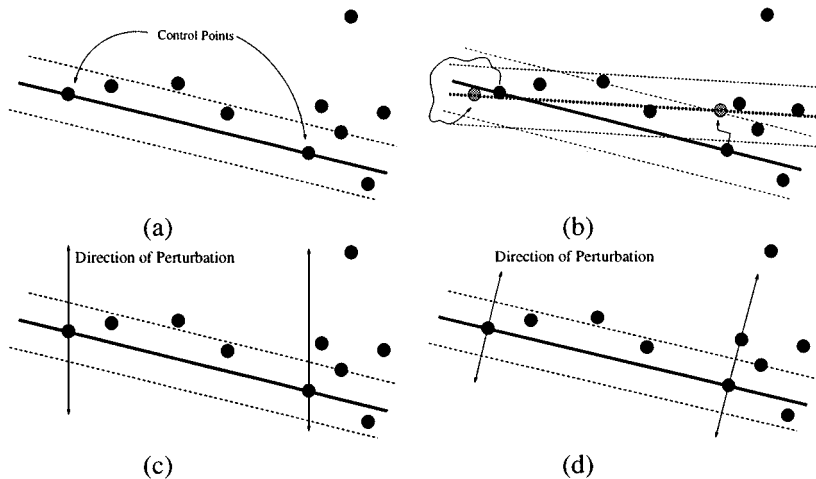 Control Points
(a)
(b)
Direction of Perturbation
(c)
Direction of Perturbation
(d)